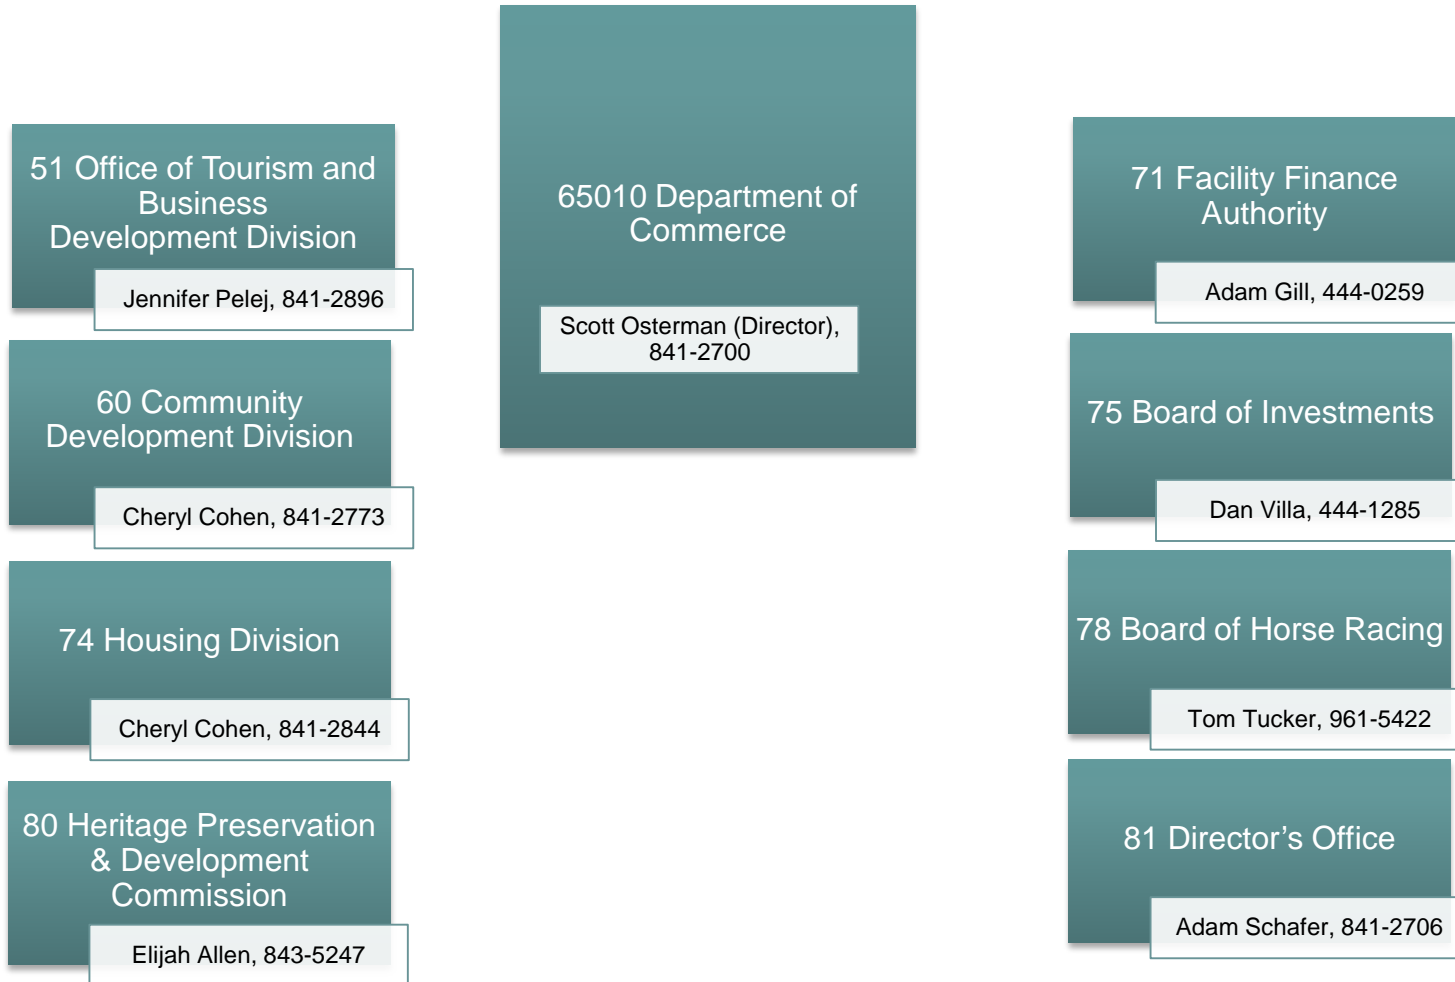 65010 Department of
Commerce
Scott Osterman (Director),
841-2700
51 Office of Tourism and
Business
Development Division
Jennifer Pelej, 841-2896
60 Community
Development Division
Cheryl Cohen, 841-2773
74 Housing Division
Cheryl Cohen, 841-2844
80 Heritage Preservation
& Development
Commission
Elijah Allen, 843-5247
71 Facility Finance
Authority
Adam Gill, 444-0259
75 Board of Investments
Dan Villa, 444-1285
78 Board of Horse Racing
Tom Tucker, 961-5422
81 Director’s Office
Adam Schafer, 841-2706